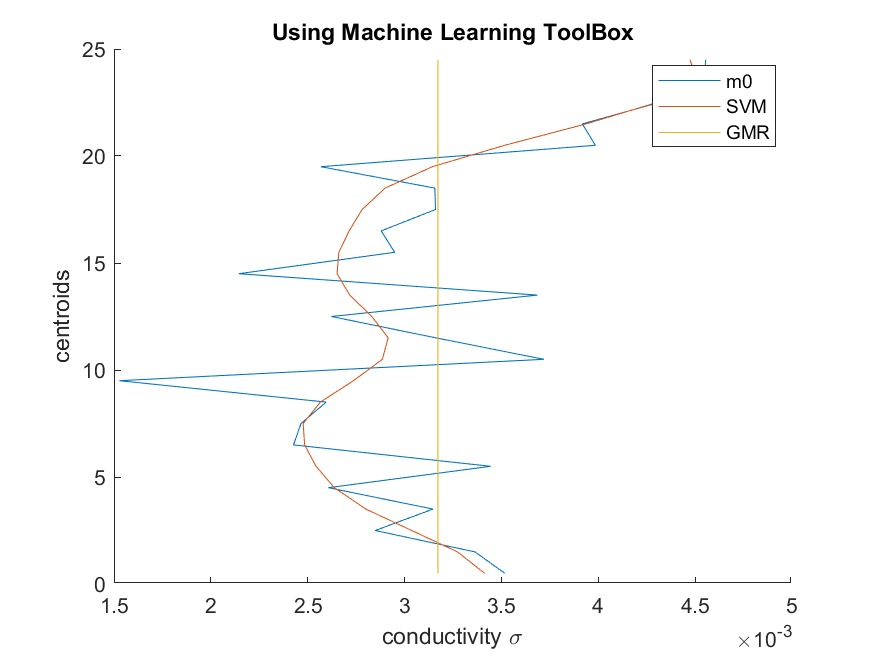 Using Machine Learning ToolBox
25
20
15
10
5
0
centroids
m0
SVM
GMR
1.5 2 2.5 3 3.5 4 4.5 5
conductivity σ
×10⁻³